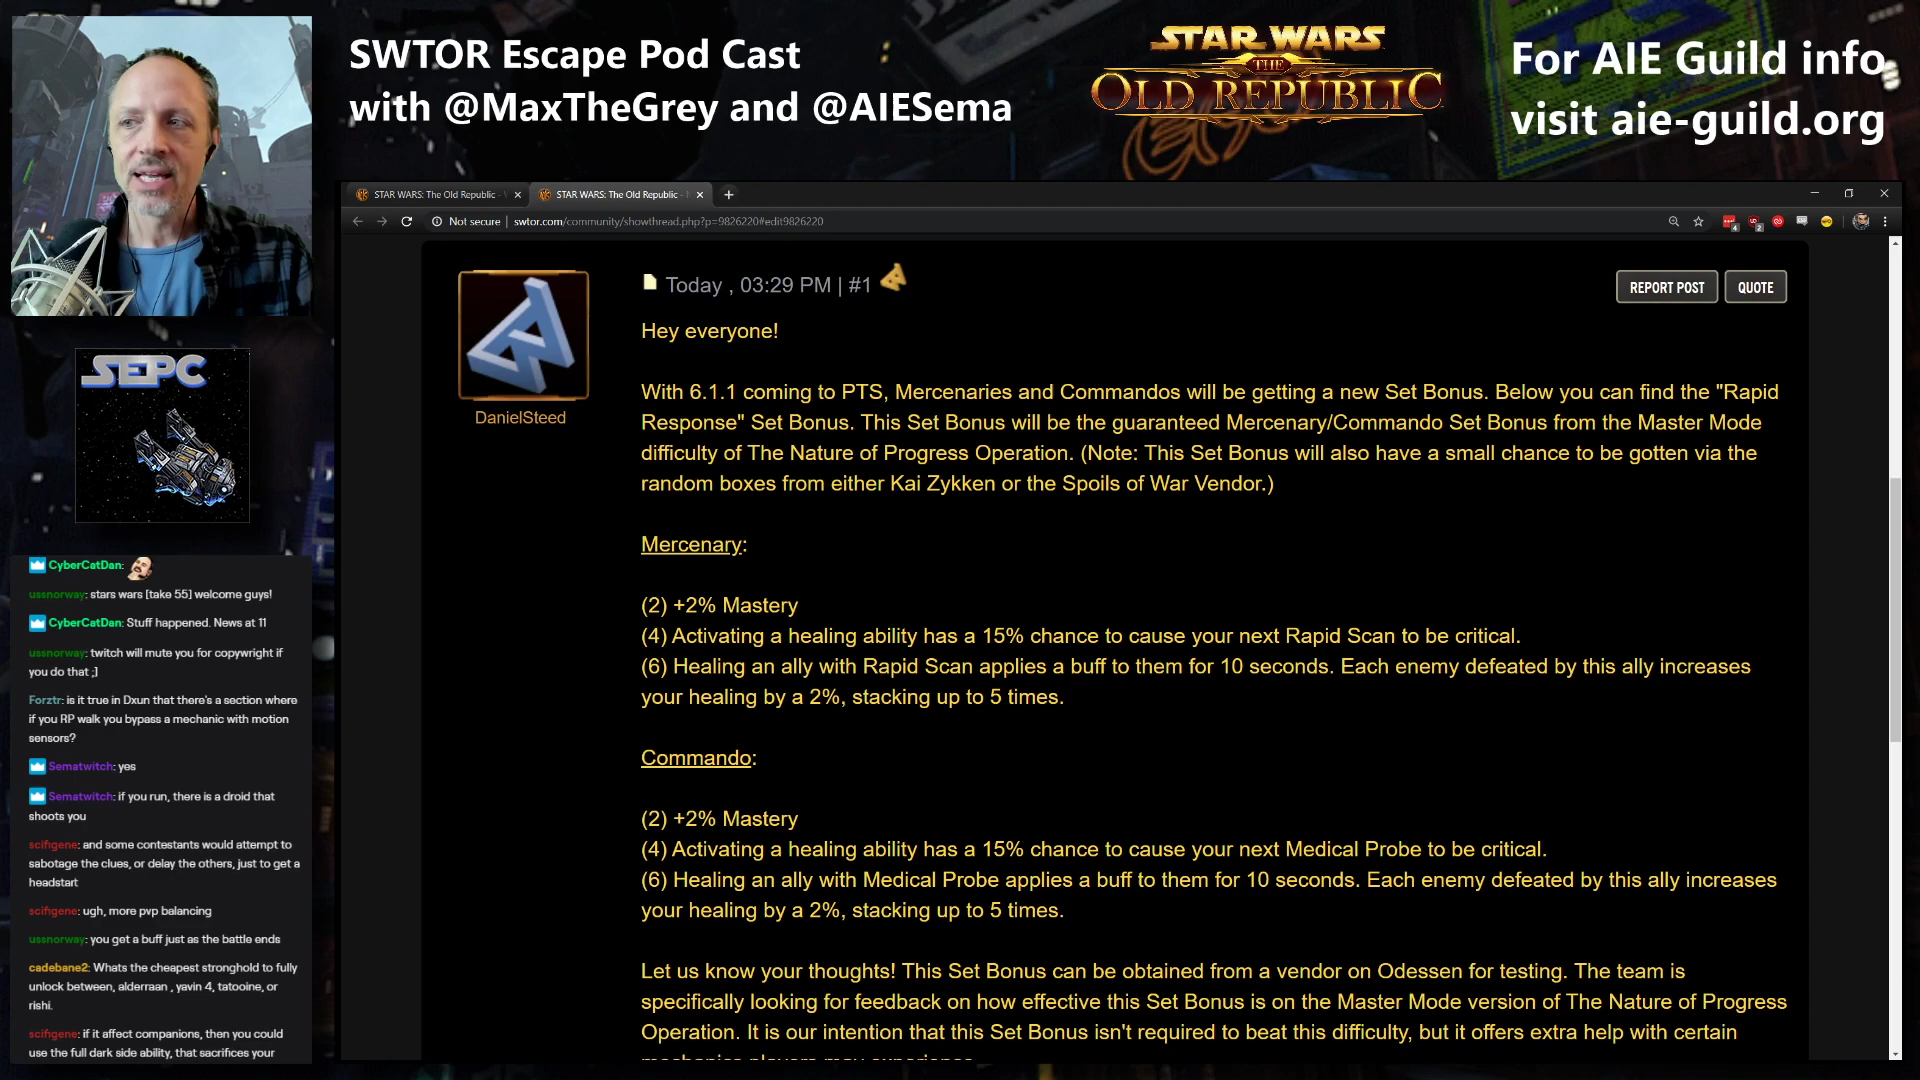 SWTOR Escape Pod Cast
with @MaxTheGrey and @AIESema
STAR WARS
THE
OLD REPUBLIC
For AIE Guild info
visit aie-guild.org
STAR WARS: The Old Republic -
STAR WARS: The Old Republic -
Not secure | swtor.com/community/showthread.php?p=9826220#edit9826220
DanielSteed
Today , 03:29 PM | #1
REPORT POST
QUOTE
Hey everyone!
With 6.1.1 coming to PTS, Mercenaries and Commandos will be getting a new Set Bonus. Below you can find the "Rapid
Response" Set Bonus. This Set Bonus will be the guaranteed Mercenary/Commando Set Bonus from the Master Mode
difficulty of The Nature of Progress Operation. (Note: This Set Bonus will also have a small chance to be gotten via the
random boxes from either Kai Zykken or the Spoils of War Vendor.)
Mercenary:
(2) +2% Mastery
(4) Activating a healing ability has a 15% chance to cause your next Rapid Scan to be critical.
(6) Healing an ally with Rapid Scan applies a buff to them for 10 seconds. Each enemy defeated by this ally increases
your healing by a 2%, stacking up to 5 times.
Commando:
(2) +2% Mastery
(4) Activating a healing ability has a 15% chance to cause your next Medical Probe to be critical.
(6) Healing an ally with Medical Probe applies a buff to them for 10 seconds. Each enemy defeated by this ally increases
your healing by a 2%, stacking up to 5 times.
Let us know your thoughts! This Set Bonus can be obtained from a vendor on Odessen for testing. The team is
specifically looking for feedback on how effective this Set Bonus is on the Master Mode version of The Nature of Progress
Operation. It is our intention that this Set Bonus isn't required to beat this difficulty, but it offers extra help with certain
mechanics players may experience.
SEPC
CyberCatDan:
ussnorway: stars wars [take 55] welcome guys!
CyberCatDan: Stuff happened. News at 11
ussnorway: twitch will mute you for copywright if
you do that ;]
Forztr: is it true in Dxun that there's a section where
if you RP walk you bypass a mechanic with motion
sensors?
Sematwitch: yes
Sematwitch: if you run, there is a droid that
shoots you
scifigene: and some contestants would attempt to
sabotage the clues, or delay the others, just to get a
headstart
scifigene: ugh, more pvp balancing
ussnorway: you get a buff just as the battle ends
cadebane2: Whats the cheapest stronghold to fully
unlock between, alderraan , yavin 4, tatooine, or
rishi.
scifigene: if it affect companions, then you could
use the full dark side ability, that sacrifices your